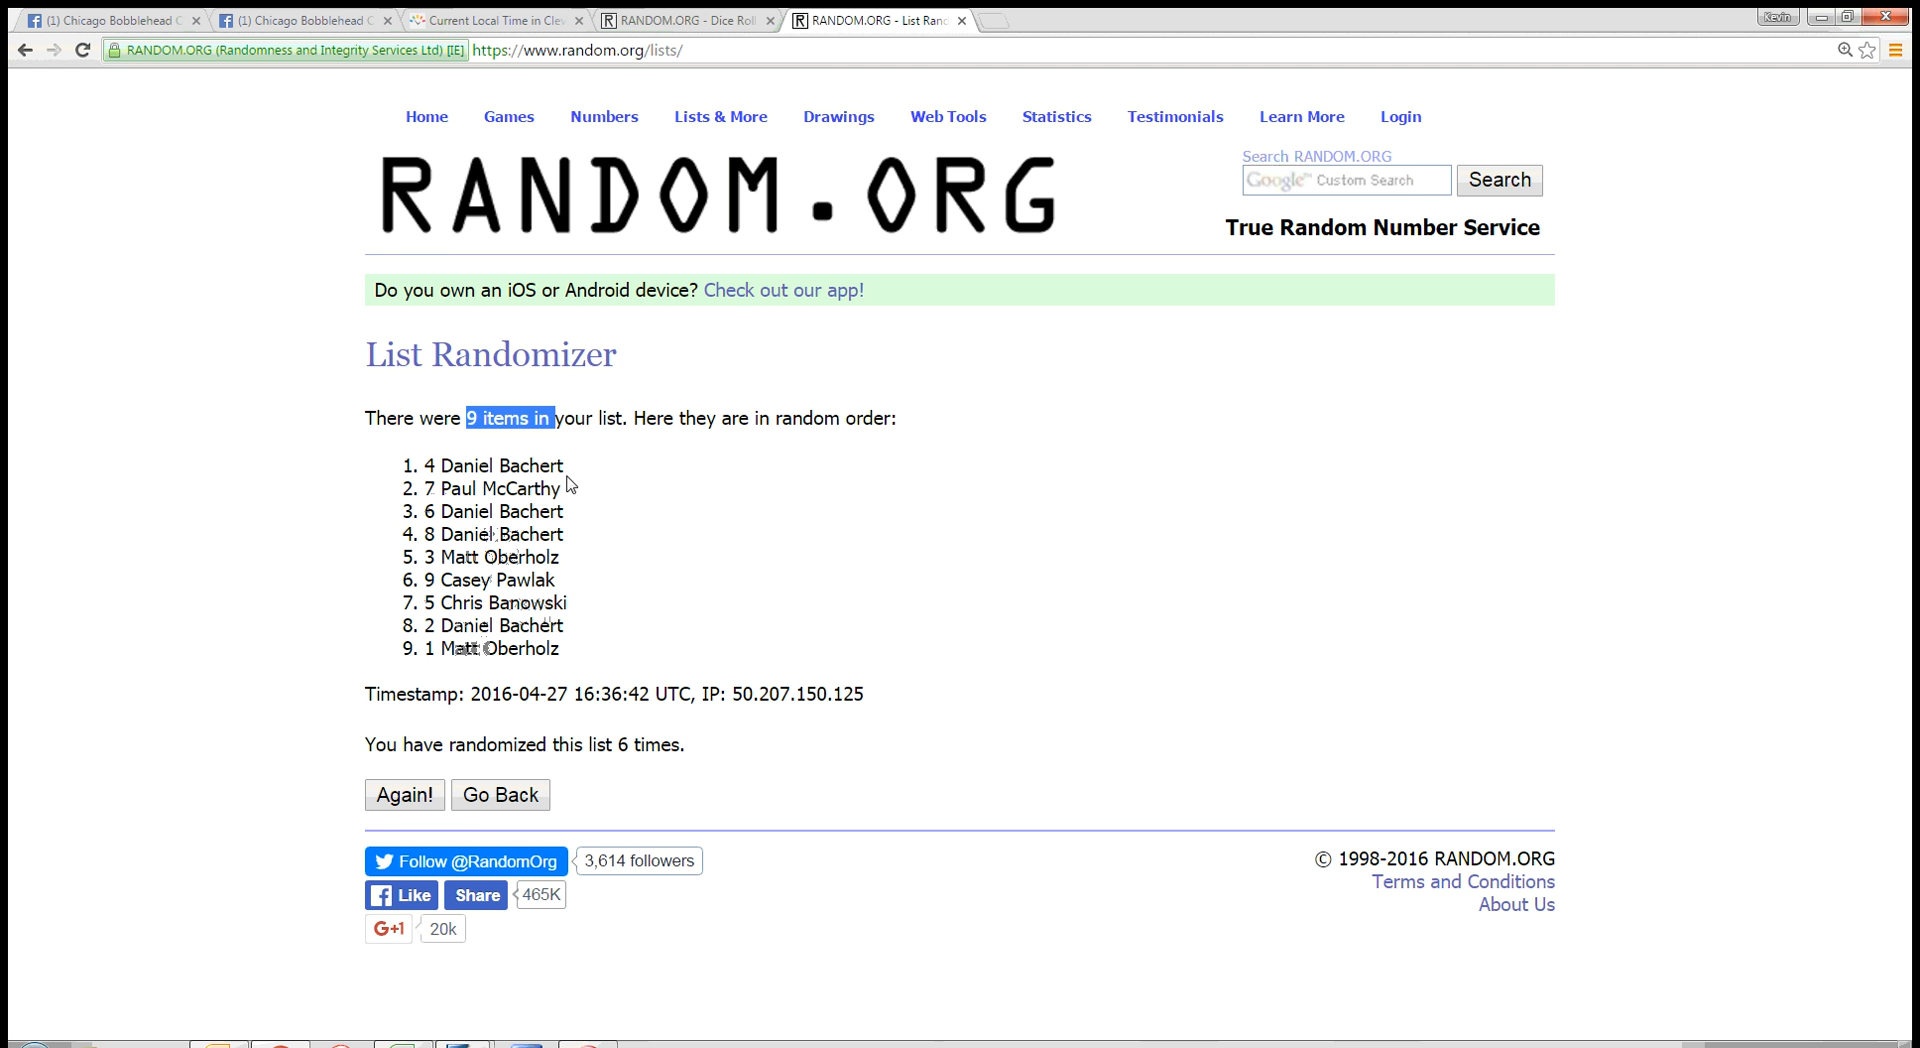 (1) Chicago Bobblehead C
(1) Chicago Bobblehead C
Current Local Time in Clev
RANDOM.ORG - Dice Roll
RANDOM.ORG - List Rand
Kevin
RANDOM.ORG (Randomness and Integrity Services Ltd) [IE] https://www.random.org/lists/
Home Games Numbers Lists & More Drawings Web Tools Statistics Testimonials Learn More Login
RANDOM.ORG
Search RANDOM.ORG
Google™ Custom Search Search
True Random Number Service
Do you own an iOS or Android device? Check out our app!
List Randomizer
There were 9 items in your list. Here they are in random order:
1. 4 Daniel Bachert
2. 7 Paul McCarthy
3. 6 Daniel Bachert
4. 8 Daniel Bachert
5. 3 Matt Oberholz
6. 9 Casey Pawlak
7. 5 Chris Banowski
8. 2 Daniel Bachert
9. 1 Matt Oberholz
Timestamp: 2016-04-27 16:36:42 UTC, IP: 50.207.150.125
You have randomized this list 6 times.
Again! Go Back
Follow @RandomOrg 3,614 followers
Like Share 465K
G+1 20k
© 1998-2016 RANDOM.ORG
Terms and Conditions
About Us